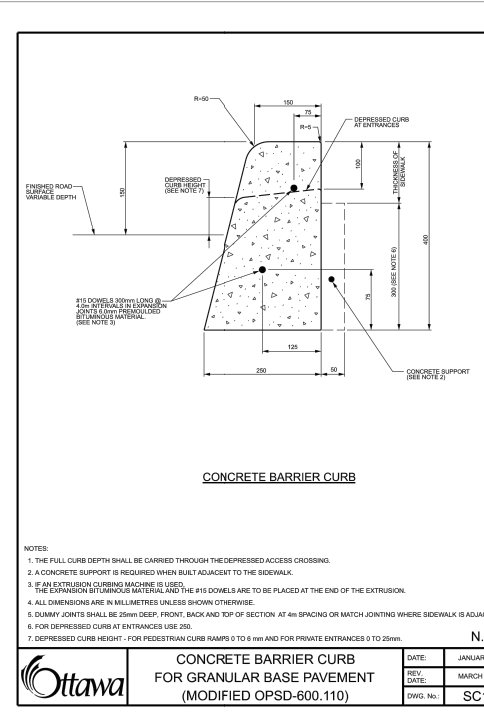 150
75
R=50
R=5
DEPRESSED CURB
AT ENTRANCES
100
THICKNESS OF
SIDEWALK
400
150
DEPRESSED
CURB HEIGHT
(SEE NOTE 7)
FINISHED ROAD
SURFACE
VARIABLE DEPTH
300 (SEE NOTE 6)
75
#15 DOWELS 300mm LONG @
4.0m INTERVALS IN EXPANSION
JOINTS 6.0mm PREMOULDED
BITUMINOUS MATERIAL.
(SEE NOTE 3)
125
250
50
CONCRETE SUPPORT
(SEE NOTE 2)
CONCRETE BARRIER CURB
NOTES:
1. THE FULL CURB DEPTH SHALL BE CARRIED THROUGH THE DEPRESSED ACCESS CROSSING.
2. A CONCRETE SUPPORT IS REQUIRED WHEN BUILT ADJACENT TO THE SIDEWALK.
3. IF AN EXTRUSION CURBING MACHINE IS USED,
THE EXPANSION BITUMINOUS MATERIAL AND THE #15 DOWELS ARE TO BE PLACED AT THE END OF THE EXTRUSION.
4. ALL DIMENSIONS ARE IN MILLIMETRES UNLESS SHOWN OTHERWISE.
5. DUMMY JOINTS SHALL BE 25mm DEEP, FRONT, BACK AND TOP OF SECTION AT 4m SPACING OR MATCH JOINTING WHERE SIDEWALK IS ADJA
6. FOR DEPRESSED CURB AT ENTRANCES USE 250.
7. DEPRESSED CURB HEIGHT - FOR PEDESTRIAN CURB RAMPS 0 TO 6 mm AND FOR PRIVATE ENTRANCES 0 TO 25mm.
N.
Ottawa
CONCRETE BARRIER CURB
FOR GRANULAR BASE PAVEMENT
(MODIFIED OPSD-600.110)
DATE: JANUAR
REV. DATE: MARCH
DWG. No.: SC1